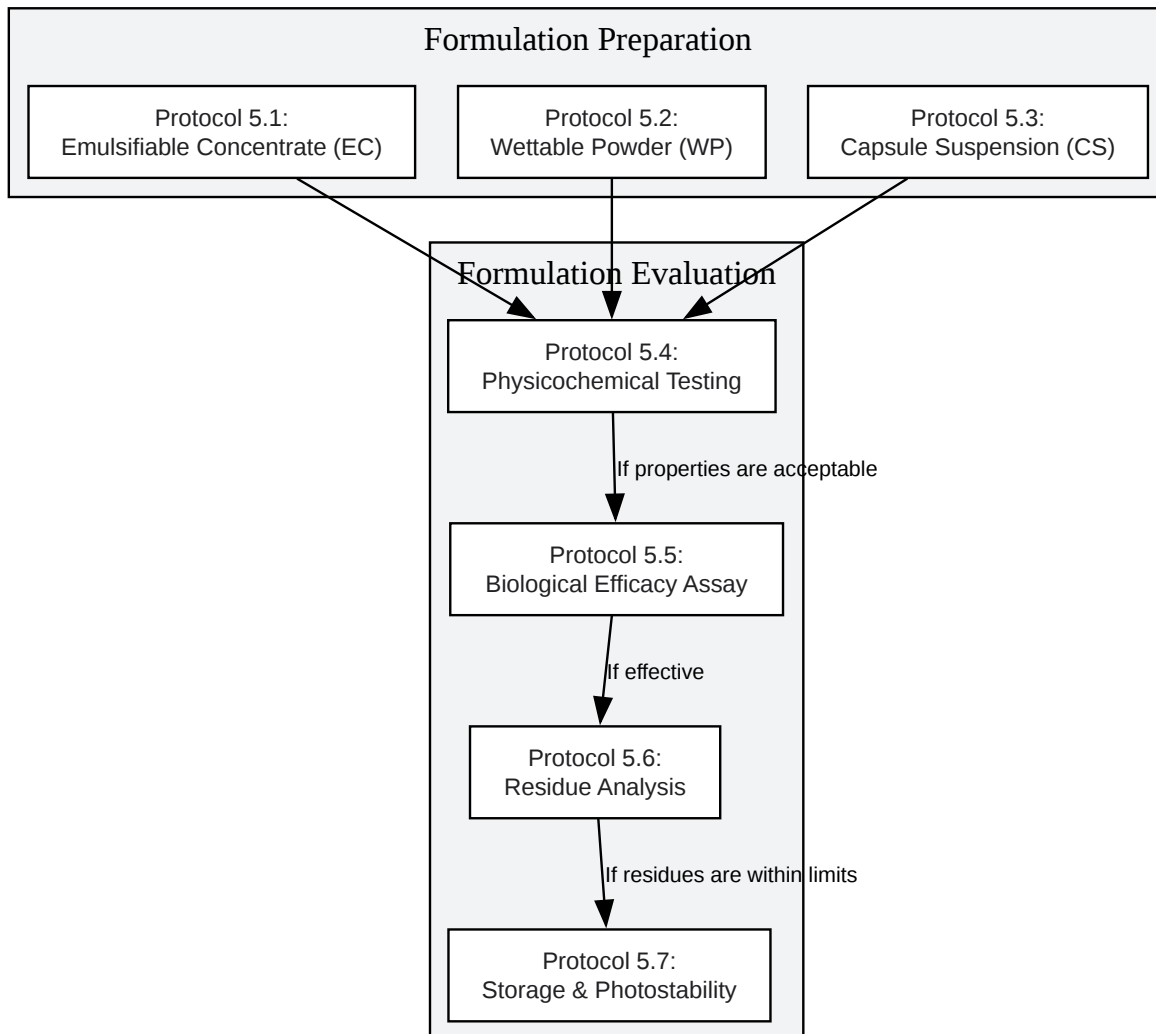 Formulation Preparation
Protocol 5.1:
Emulsifiable Concentrate (EC)
Protocol 5.2:
Wettable Powder (WP)
Protocol 5.3:
Capsule Suspension (CS)
Formulation Evaluation
Protocol 5.4:
Physicochemical Testing
If properties are acceptable
Protocol 5.5:
Biological Efficacy Assay
If effective
Protocol 5.6:
Residue Analysis
If residues are within limits
Protocol 5.7:
Storage & Photostability